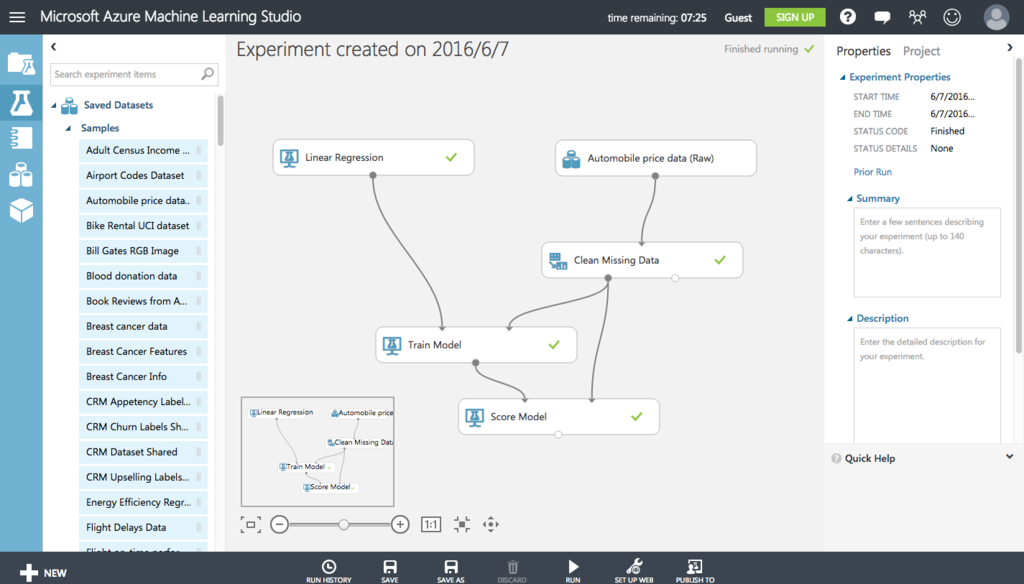 Microsoft Azure Machine Learning Studio
time remaining: 07:25
Guest
SIGN UP
?
Search experiment items
Saved Datasets
Samples
Adult Census Income ...
Airport Codes Dataset
Automobile price data..
Bike Rental UCI dataset
Bill Gates RGB Image
Blood donation data
Book Reviews from A...
Breast cancer data
Breast Cancer Features
Breast Cancer Info
CRM Appetency Label...
CRM Churn Labels Sh...
CRM Dataset Shared
CRM Upselling Labels...
Energy Efficiency Regr...
Flight Delays Data
Experiment created on 2016/6/7
Finished running
Linear Regression
Automobile price data (Raw)
Clean Missing Data
Train Model
Score Model
Linear Regression
Automobile price
Clean Missing Data
Train Model
Score Model
1:1
Properties
Project
Experiment Properties
START TIME 6/7/2016...
END TIME 6/7/2016...
STATUS CODE Finished
STATUS DETAILS None
Prior Run
Summary
Enter a few sentences describing
your experiment (up to 140
characters).
Description
Enter the detailed description for
your experiment.
? Quick Help
NEW
RUN HISTORY
SAVE
SAVE AS
DISCARD
RUN
SET UP WEB
PUBLISH TO